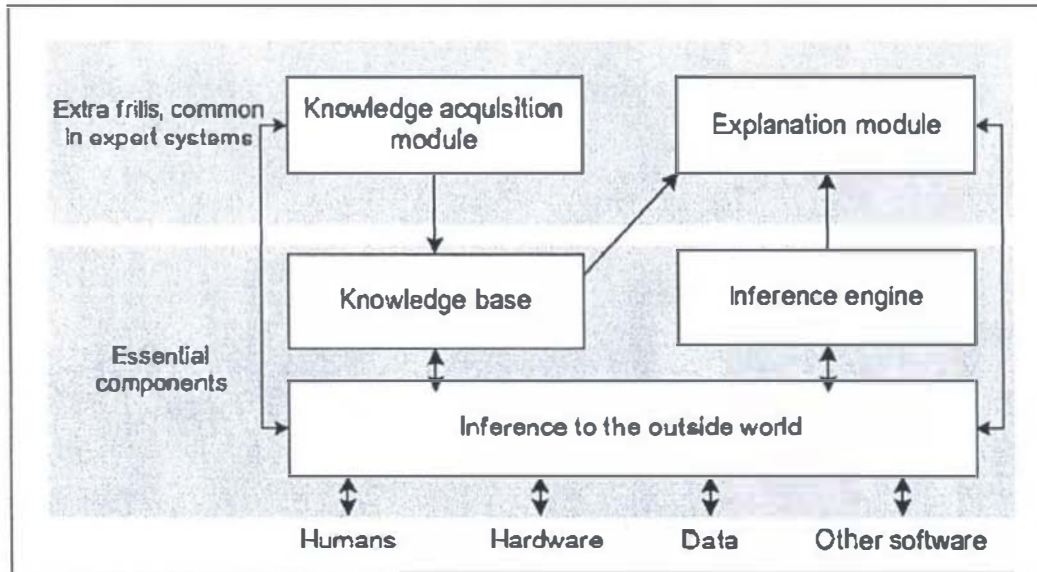 Extra frills, common
in expert systems
Knowledge acquisition
module
Explanation module
Knowledge base
Inference engine
Essential
components
Inference to the outside world
Humans
Hardware
Data
Other software